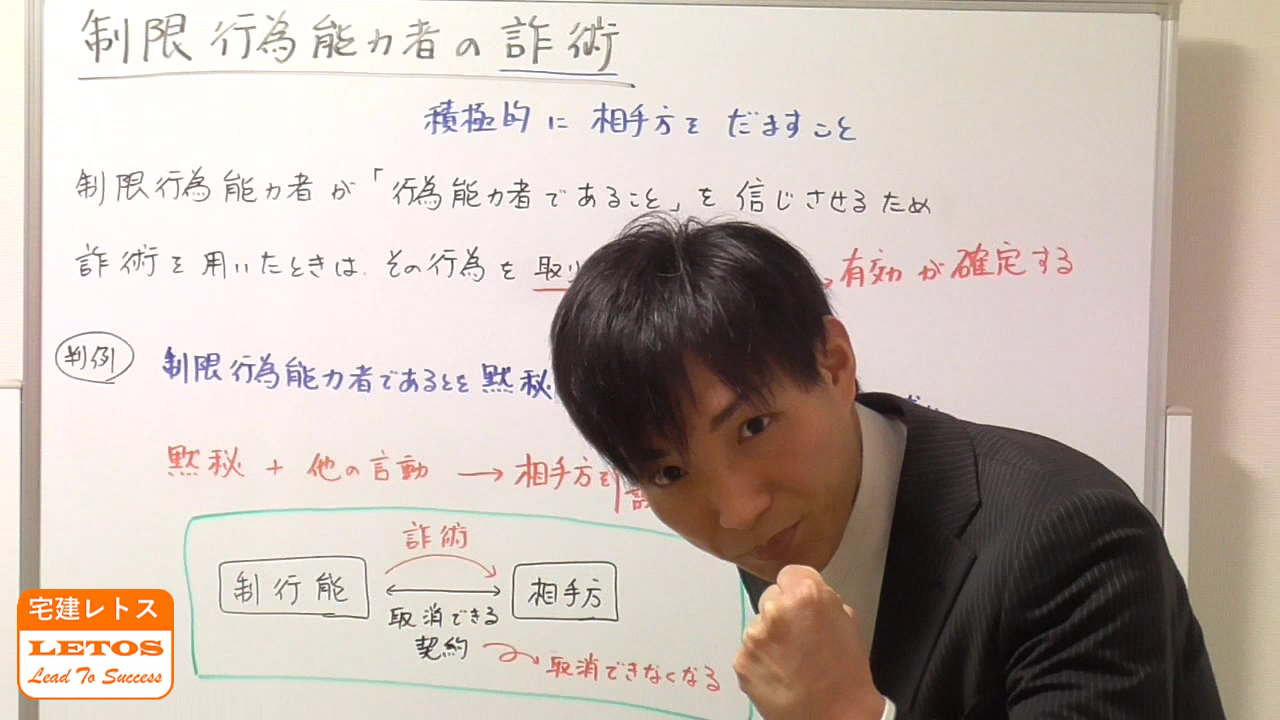 制限行為能力者の詐術
積極的に相手方を だますこと
制限行為能力者が「行為能力者であること」を信じさせるため
詐術を用いたときは、その行為を取
有効が確定する
判例
制限行為能力者であるとを黙秘
黙秘 + 他の言動 → 相手方を
詐術
制行能
相手方
取消できる
契約
取消できなくなる
宅建レトス
LETOS
Lead To Success